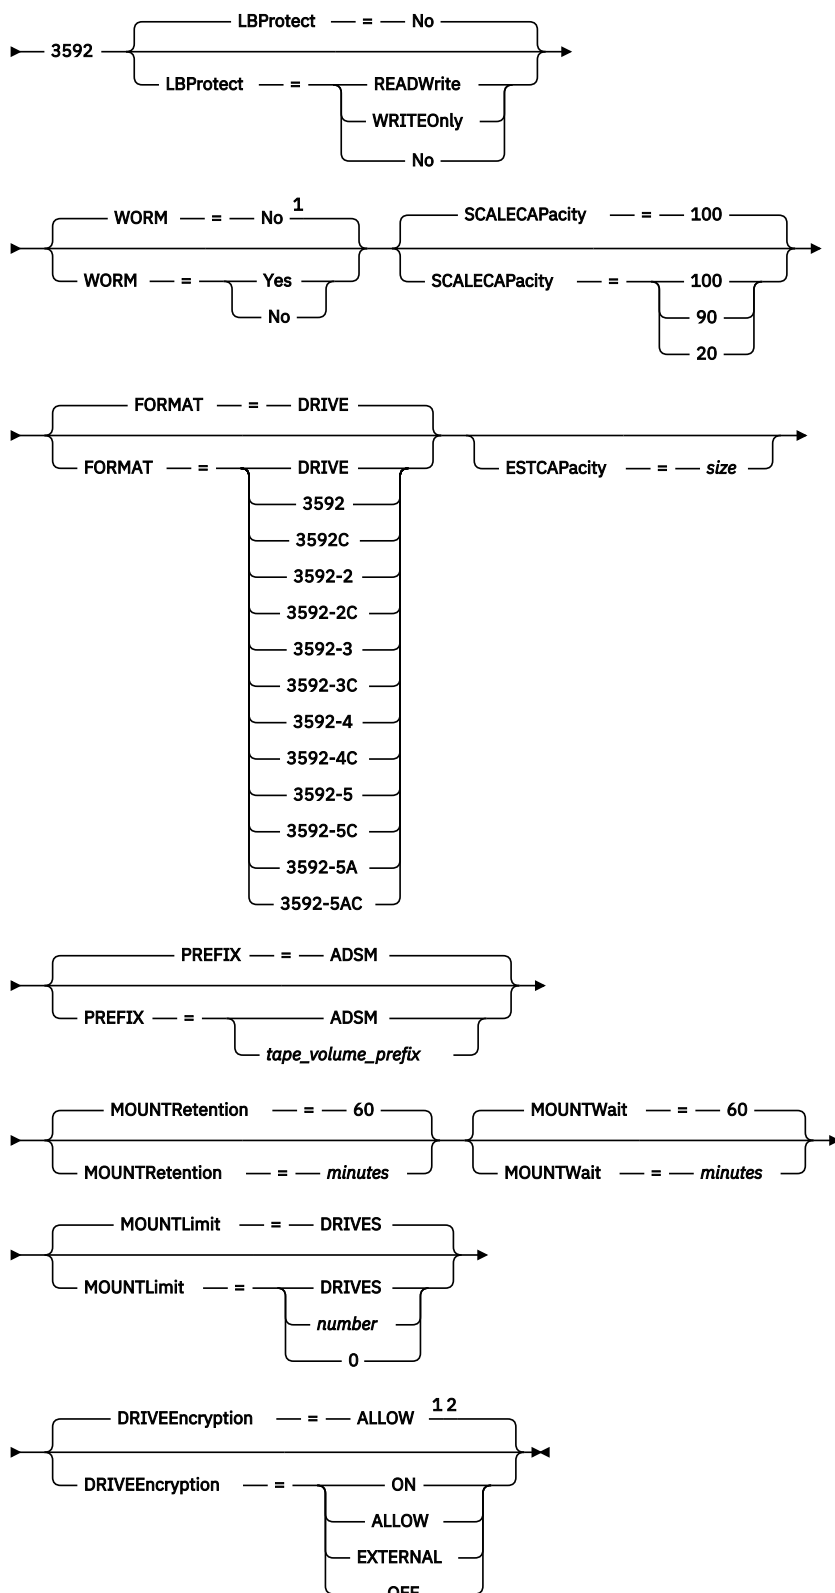 LBProtect = No
3592
LBProtect = READWrite
WRITEOnly
No
WORM = No 1 SCALECAPacity = 100
WORM = Yes SCALECAPacity = 100
No 90
20
FORMAT = DRIVE
FORMAT = DRIVE ESTCAPacity = size
3592
3592C
3592-2
3592-2C
3592-3
3592-3C
3592-4
3592-4C
3592-5
3592-5C
3592-5A
3592-5AC
PREFIX = ADSM
PREFIX = ADSM
tape_volume_prefix
MOUNTRetention = 60 MOUNTWait = 60
MOUNTRetention = minutes MOUNTWait = minutes
MOUNTLimit = DRIVES
MOUNTLimit = DRIVES
number
0
DRIVEEncryption = ALLOW 1 2
DRIVEEncryption = ON
ALLOW
EXTERNAL
OFF